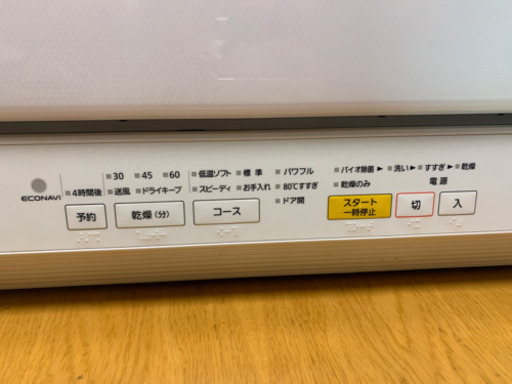 ECONAVI
4時間後
予約
30 45 60
送風 ドライキープ
乾燥(分)
低温ソフト 標準 パワフル
スピーディ お手入れ 80℃すすぎ
ドア開
コース
バイオ除菌▶ 洗い▶ すすぎ▶ 乾燥
乾燥のみ
電源
スタート
一時停止
切
入